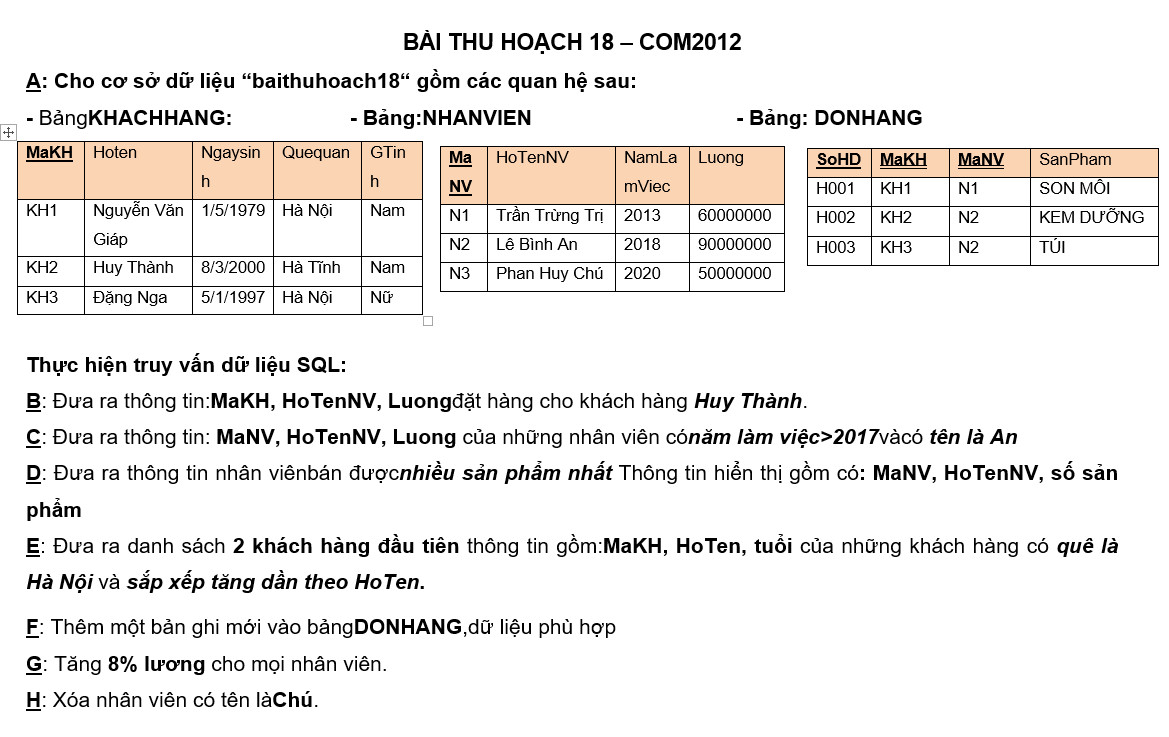 BÀI THU HOẠCH 18 – COM2012
A: Cho cơ sở dữ liệu “baithuhoach18“ gồm các quan hệ sau:
- BảngKHACHHANG: - Bảng:NHANVIEN - Bảng: DONHANG
MaKH Hoten Ngaysin Quequan GTin
h h
KH1 Nguyễn Văn 1/5/1979 Hà Nội Nam
Giáp
KH2 Huy Thành 8/3/2000 Hà Tĩnh Nam
KH3 Đặng Nga 5/1/1997 Hà Nội Nữ
Ma HoTenNV NamLa Luong
NV mViec
N1 Trần Trừng Trị 2013 60000000
N2 Lê Bình An 2018 90000000
N3 Phan Huy Chú 2020 50000000
SoHD MaKH MaNV SanPham
H001 KH1 N1 SON MÔI
H002 KH2 N2 KEM DƯỠNG
H003 KH3 N2 TÚI
Thực hiện truy vấn dữ liệu SQL:
B: Đưa ra thông tin:MaKH, HoTenNV, Luongđặt hàng cho khách hàng Huy Thành.
C: Đưa ra thông tin: MaNV, HoTenNV, Luong của những nhân viên cónăm làm việc>2017vàcó tên là An
D: Đưa ra thông tin nhân viênbán đượcnhiều sản phẩm nhất Thông tin hiển thị gồm có: MaNV, HoTenNV, số sản
phẩm
E: Đưa ra danh sách 2 khách hàng đầu tiên thông tin gồm:MaKH, HoTen, tuổi của những khách hàng có quê là
Hà Nội và sắp xếp tăng dần theo HoTen.
F: Thêm một bản ghi mới vào bảngDONHANG,dữ liệu phù hợp
G: Tăng 8% lương cho mọi nhân viên.
H: Xóa nhân viên có tên làChú.